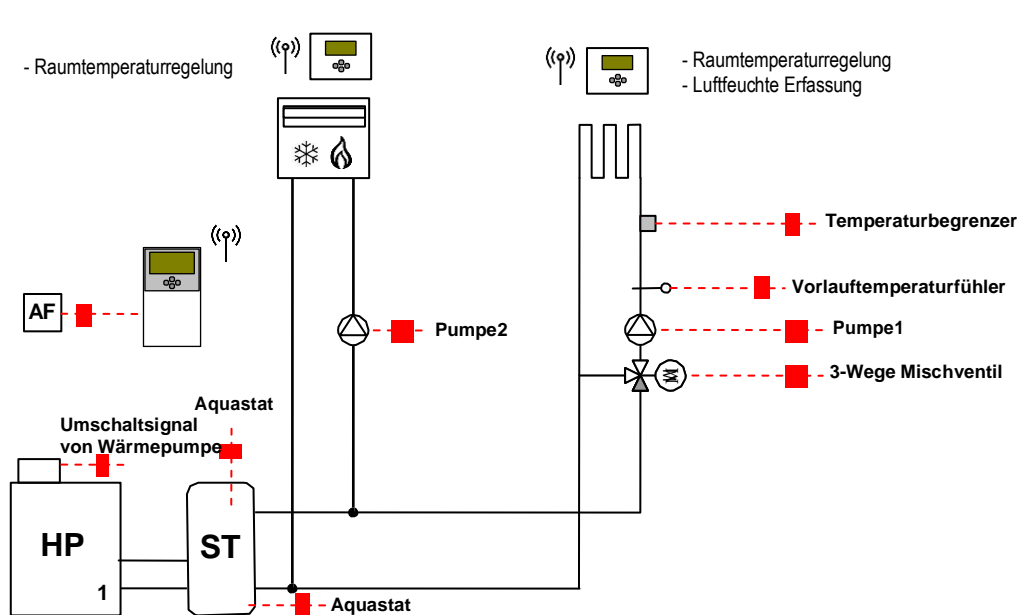 - Raumtemperaturregelung
- Raumtemperaturregelung
- Luftfeuchte Erfassung
Temperaturbegrenzer
Vorlauftemperaturfühler
AF
Pumpe2
Pumpe1
3-Wege Mischventil
Aquastat
Umschaltsignal
von Wärmepumpe
HP
1
ST
Aquastat